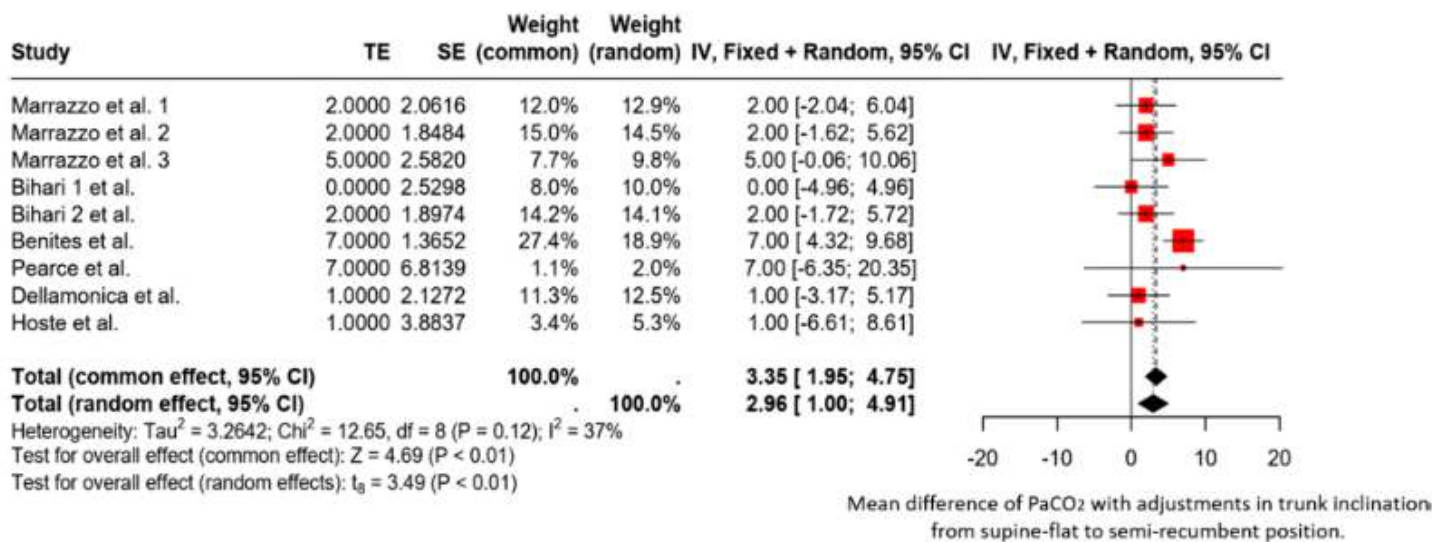 Weight Weight
Study TE SE (common) (random) IV, Fixed + Random, 95% CI IV, Fixed + Random, 95% CI
Marrazzo et al. 1 2.0000 2.0616 12.0% 12.9% 2.00 [-2.04; 6.04]
Marrazzo et al. 2 2.0000 1.8484 15.0% 14.5% 2.00 [-1.62; 5.62]
Marrazzo et al. 3 5.0000 2.5820 7.7% 9.8% 5.00 [-0.06; 10.06]
Bihari 1 et al. 0.0000 2.5298 8.0% 10.0% 0.00 [-4.96; 4.96]
Bihari 2 et al. 2.0000 1.8974 14.2% 14.1% 2.00 [-1.72; 5.72]
Benites et al. 7.0000 1.3652 27.4% 18.9% 7.00 [ 4.32; 9.68]
Pearce et al. 7.0000 6.8139 1.1% 2.0% 7.00 [-6.35; 20.35]
Dellamonica et al. 1.0000 2.1272 11.3% 12.5% 1.00 [-3.17; 5.17]
Hoste et al. 1.0000 3.8837 3.4% 5.3% 1.00 [-6.61; 8.61]
Total (common effect, 95% CI) 100.0% . 3.35 [ 1.95; 4.75]
Total (random effect, 95% CI) . 100.0% 2.96 [ 1.00; 4.91]
Heterogeneity: Tau² = 3.2642; Chi² = 12.65, df = 8 (P = 0.12); I² = 37%
Test for overall effect (common effect): Z = 4.69 (P < 0.01)
Test for overall effect (random effects): t₈ = 3.49 (P < 0.01)
-20 -10 0 10 20
Mean difference of PaCO₂ with adjustments in trunk inclination
from supine-flat to semi-recumbent position.